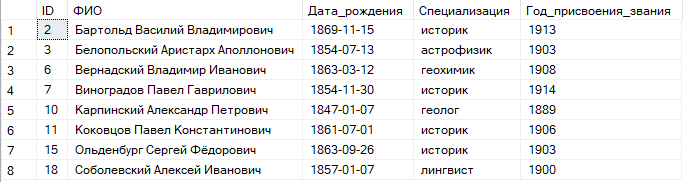 ID ФИО Дата_рождения Специализация Год_присвоения_звания
1 2 Бартольд Василий Владимирович 1869-11-15 историк 1913
2 3 Белопольский Аристарх Аполлонович 1854-07-13 астрофизик 1903
3 6 Вернадский Владимир Иванович 1863-03-12 геохимик 1908
4 7 Виноградов Павел Гаврилович 1854-11-30 историк 1914
5 10 Карпинский Александр Петрович 1847-01-07 геолог 1889
6 11 Коковцов Павел Константинович 1861-07-01 историк 1906
7 15 Ольденбург Сергей Фёдорович 1863-09-26 историк 1903
8 18 Соболевский Алексей Иванович 1857-01-07 лингвист 1900